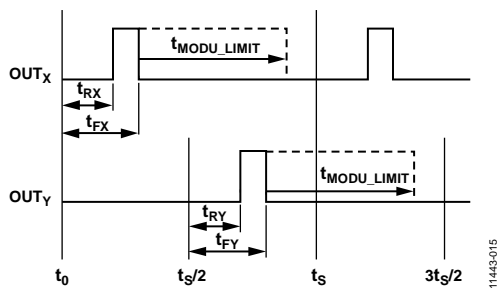 OUTX
tMODU_LIMIT
tRX
tFX
OUTY
tMODU_LIMIT
tRY
tFY
t0
tS/2
tS
3tS/2
11443-015